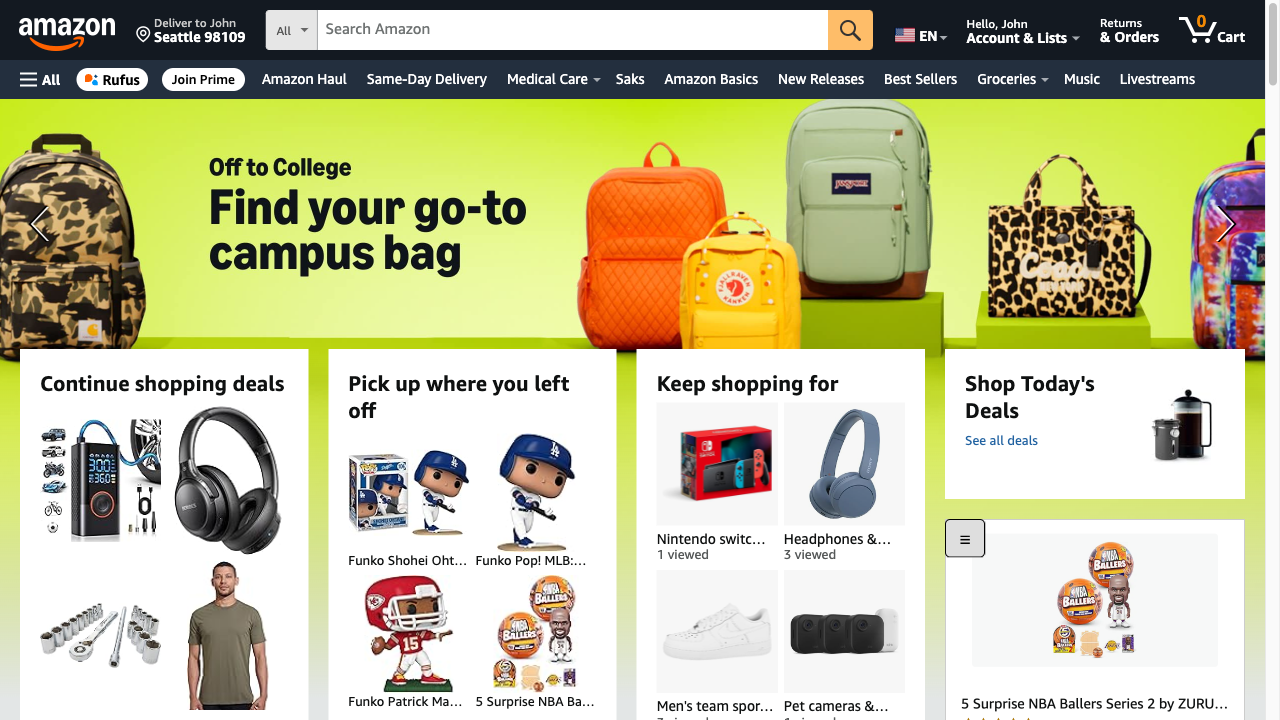 amazon
Deliver to John
Seattle 98109
All
Search Amazon
EN
Hello, John
Account & Lists
Returns
& Orders
0
Cart
All
Rufus
Join Prime
Amazon Haul
Same-Day Delivery
Medical Care
Saks
Amazon Basics
New Releases
Best Sellers
Groceries
Music
Livestreams
Off to College
Find your go-to
campus bag
JANSPORT
FJÄLLRÄVEN
KÅNKEN
Coach
carhartt
Continue shopping deals
Pick up where you left
off
Funko Shohei Oht...
Funko Pop! MLB:...
Funko Patrick Ma...
5 Surprise NBA Ba...
Keep shopping for
Nintendo switc...
1 viewed
Headphones &...
3 viewed
Men's team spor...
Pet cameras &...
Shop Today's
Deals
See all deals
5 Surprise NBA Ballers Series 2 by ZURU...